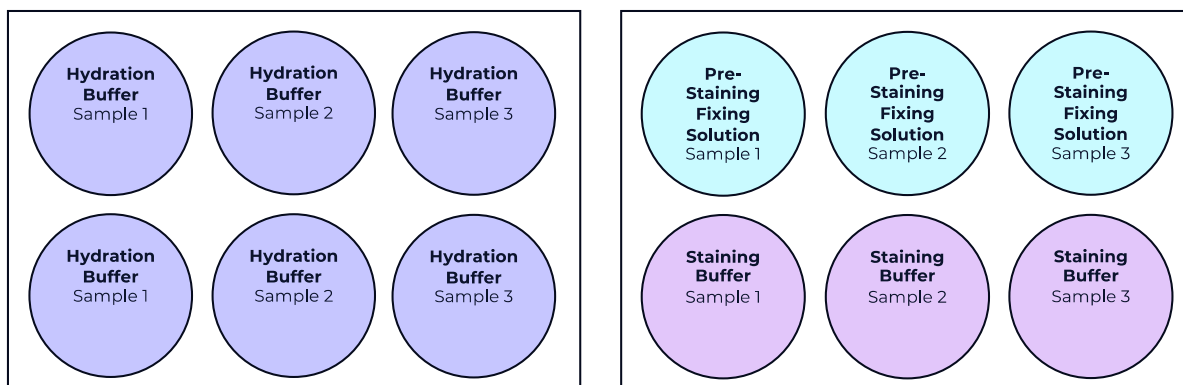 Hydration
Buffer
Sample 1
Hydration
Buffer
Sample 2
Hydration
Buffer
Sample 3
Pre-
Staining
Fixing
Solution
Sample 1
Pre-
Staining
Fixing
Solution
Sample 2
Pre-
Staining
Fixing
Solution
Sample 3
Hydration
Buffer
Sample 1
Hydration
Buffer
Sample 2
Hydration
Buffer
Sample 3
Staining
Buffer
Sample 1
Staining
Buffer
Sample 2
Staining
Buffer
Sample 3